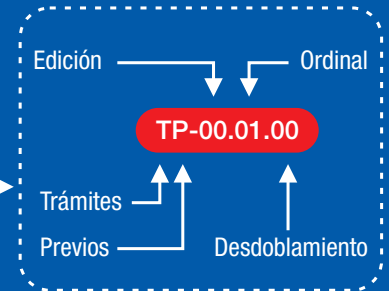 Edición Ordinal
TP-00.01.00
Trámites
Previos Desdoblamiento